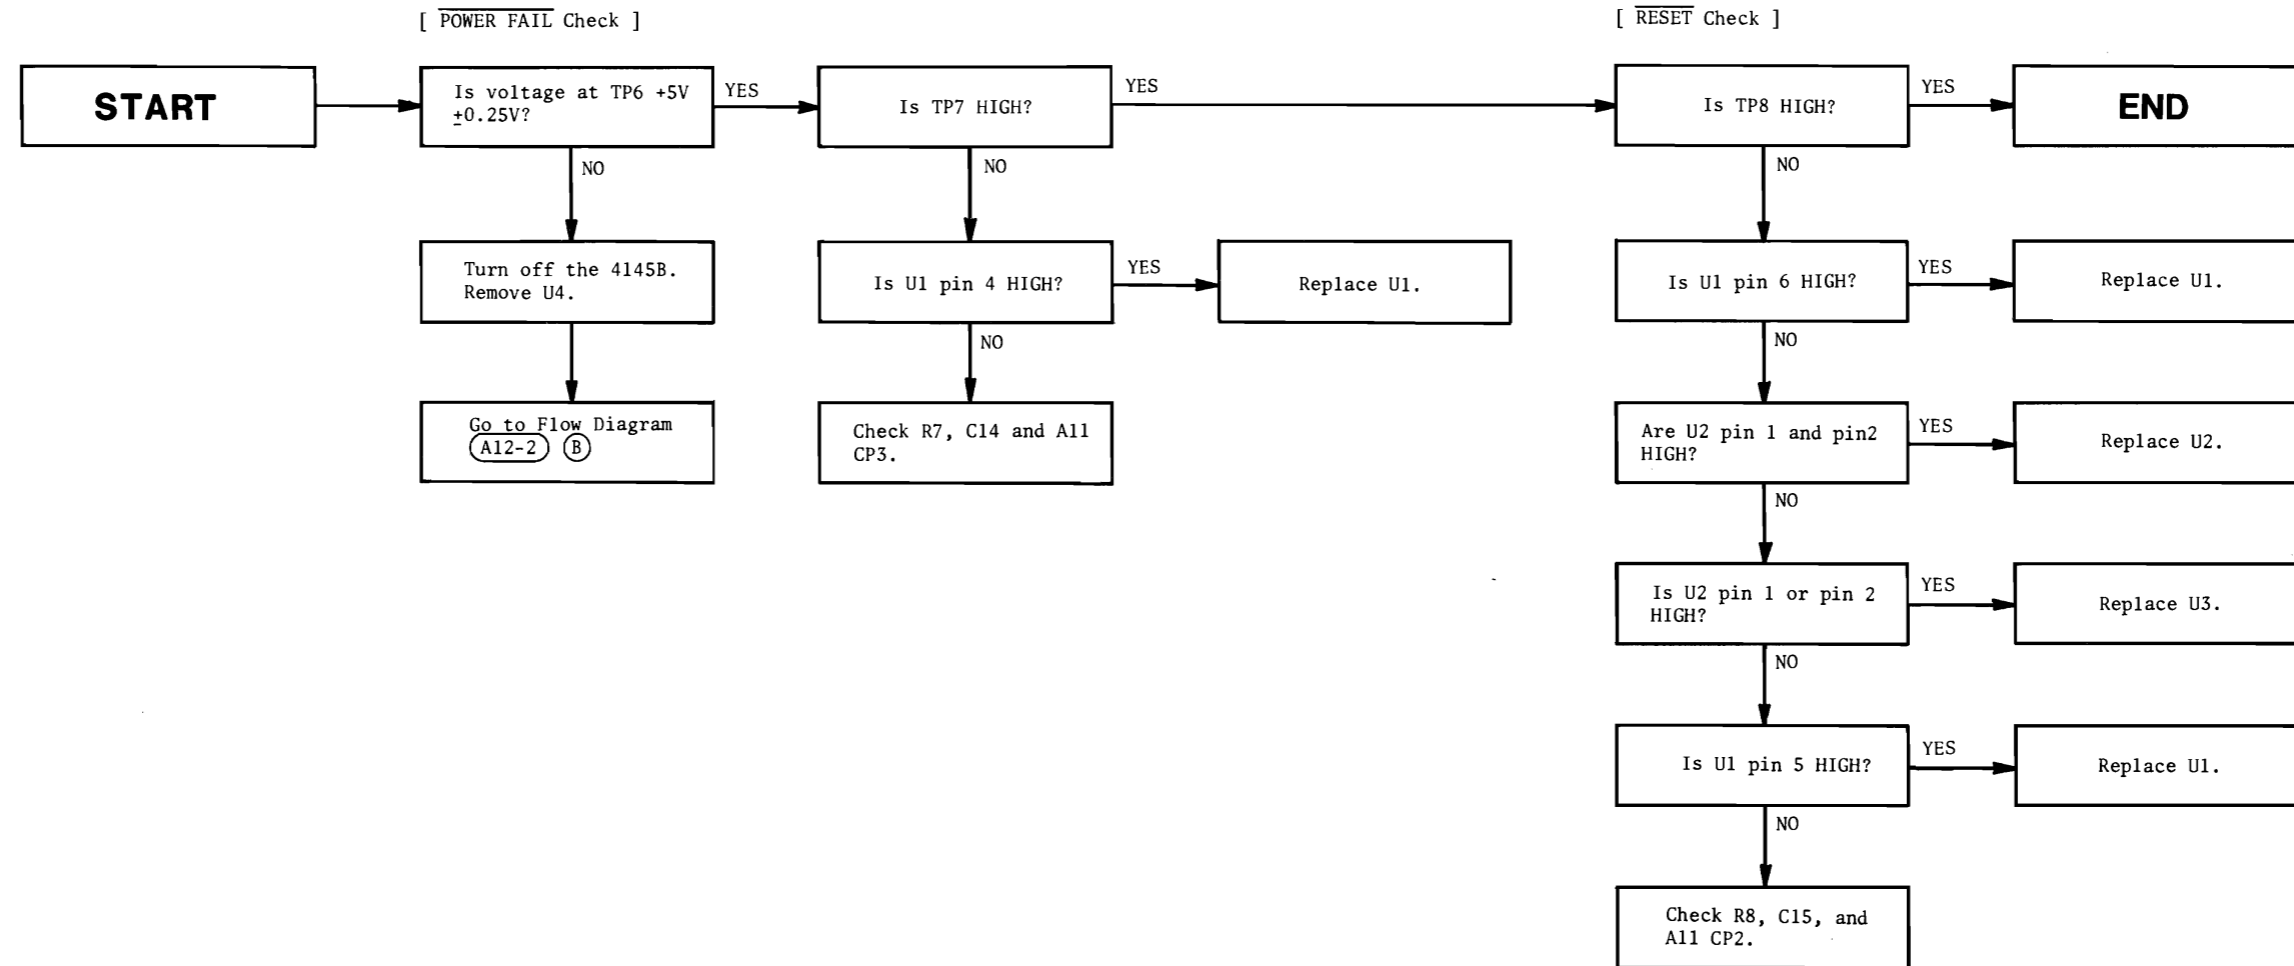 [ POWER FAIL Check ]
[ RESET Check ]
START
Is voltage at TP6 +5V
±0.25V?
YES
Is TP7 HIGH?
YES
Is TP8 HIGH?
YES
END
NO
NO
NO
Turn off the 4145B.
Remove U4.
Is U1 pin 4 HIGH?
YES
Replace U1.
Is U1 pin 6 HIGH?
YES
Replace U1.
NO
NO
Go to Flow Diagram
A12-2 B
Check R7, C14 and A11
CP3.
Are U2 pin 1 and pin2
HIGH?
YES
Replace U2.
NO
Is U2 pin 1 or pin 2
HIGH?
YES
Replace U3.
NO
Is U1 pin 5 HIGH?
YES
Replace U1.
NO
Check R8, C15, and
A11 CP2.